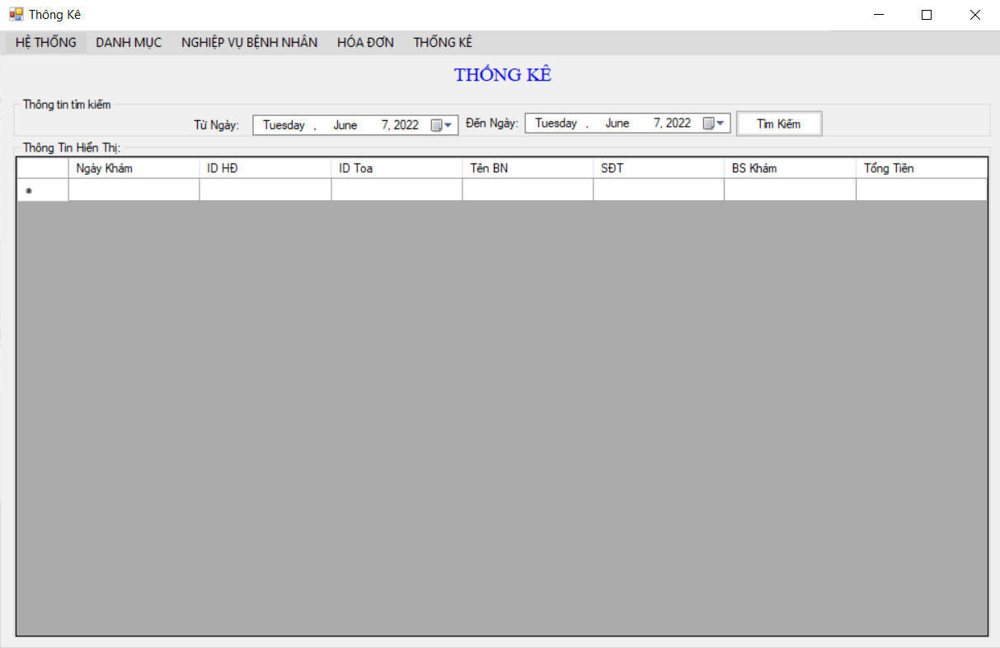 Thông Kê
HỆ THỐNG DANH MỤC NGHIỆP VỤ BỆNH NHÂN HÓA ĐƠN THỐNG KÊ
THỐNG KÊ
Thông tin tìm kiếm
Từ Ngày: Tuesday , June 7, 2022 Đến Ngày: Tuesday , June 7, 2022 Tìm Kiếm
Thông Tin Hiển Thị:
Ngày Khám ID HĐ ID Toa Tên BN SĐT BS Khám Tổng Tiền